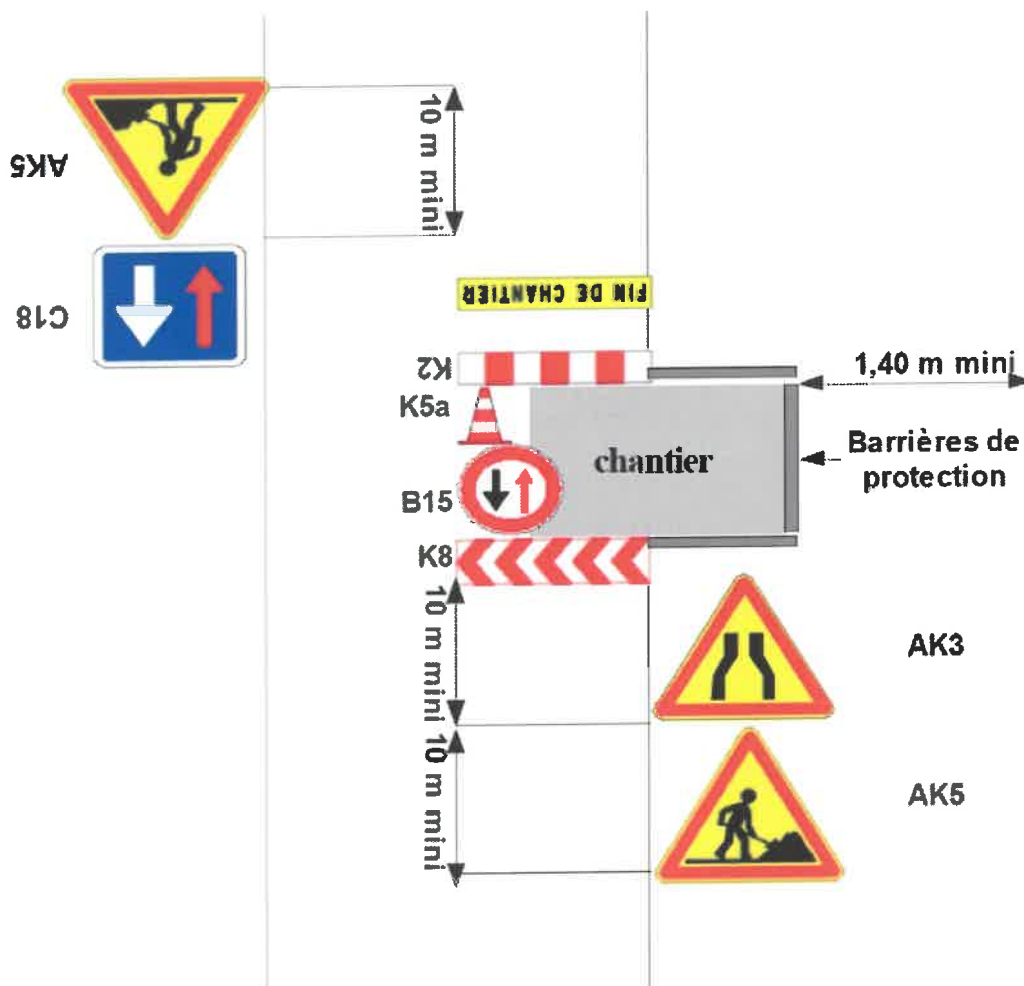 AK5
10 m mini
C18
FIN DE CHANTIER
K2
1,40 m mini
K5a
chantier
Barrières de
protection
B15
K8
10 m mini
AK3
10 m mini
AK5